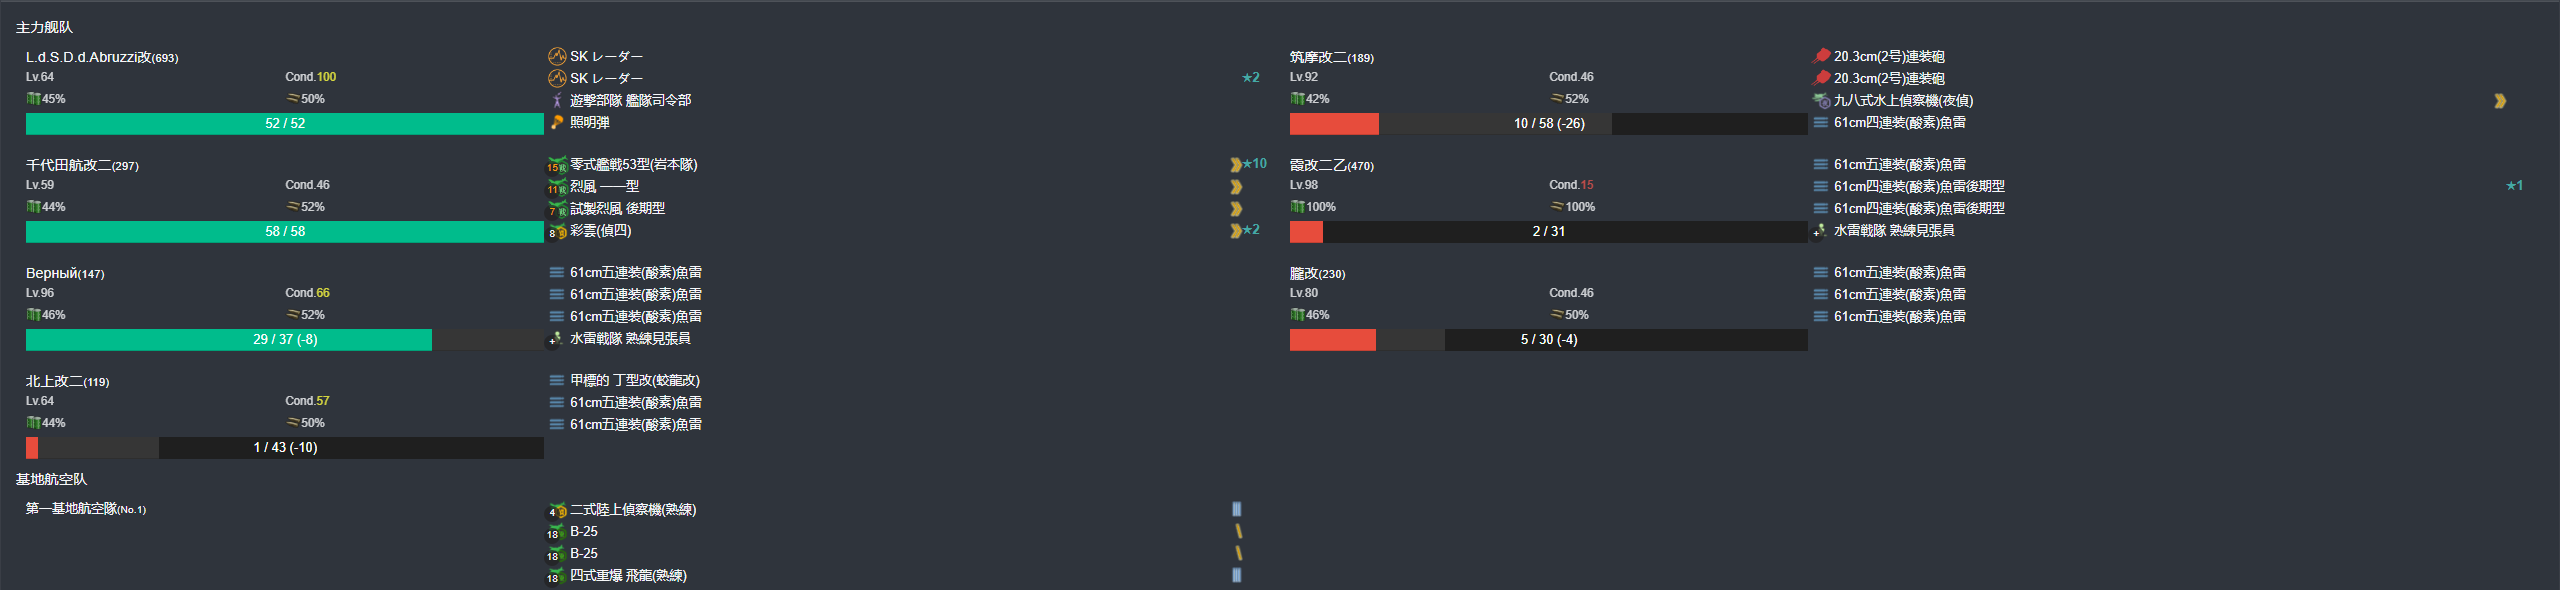 主力舰队
L.d.S.D.d.Abruzzi改(693)
Lv.64 Cond.100
45% 50%
52 / 52
SK レーダー
SK レーダー ★2
遊撃部隊 艦隊司令部
照明弾
筑摩改二(189)
Lv.92 Cond.46
42% 52%
10 / 58 (-26)
20.3cm(2号)連装砲
20.3cm(2号)連装砲
九八式水上偵察機(夜偵)
61cm四連装(酸素)魚雷
千代田航改二(297)
Lv.59 Cond.46
44% 52%
58 / 58
15 零式艦戦53型(岩本隊) ★10
11 烈風 一一型
7 試製烈風 後期型
8 彩雲(偵四) ★2
霞改二乙(470)
Lv.98 Cond.15
100% 100%
2 / 31
61cm五連装(酸素)魚雷
61cm四連装(酸素)魚雷後期型 ★1
61cm四連装(酸素)魚雷後期型
水雷戦隊 熟練見張員
Верный(147)
Lv.96 Cond.66
46% 52%
29 / 37 (-8)
61cm五連装(酸素)魚雷
61cm五連装(酸素)魚雷
61cm五連装(酸素)魚雷
水雷戦隊 熟練見張員
朧改(230)
Lv.80 Cond.46
46% 50%
5 / 30 (-4)
61cm五連装(酸素)魚雷
61cm五連装(酸素)魚雷
61cm五連装(酸素)魚雷
北上改二(119)
Lv.64 Cond.57
44% 50%
1 / 43 (-10)
甲標的 丁型改(蛟龍改)
61cm五連装(酸素)魚雷
61cm五連装(酸素)魚雷
基地航空队
第一基地航空隊(No.1)
4 二式陸上偵察機(熟練)
18 B-25
18 B-25
18 四式重爆 飛龍(熟練)